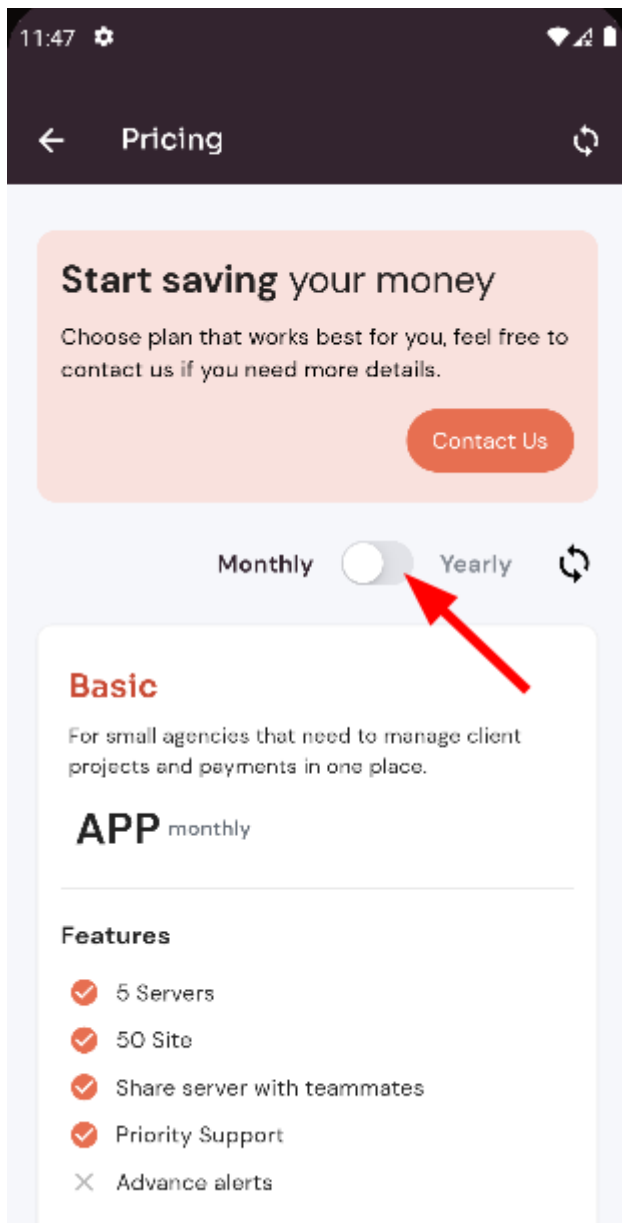 11:47
Pricing
Start saving your money
Choose plan that works best for you, feel free to
contact us if you need more details.
Contact Us
Monthly Yearly
Basic
For small agencies that need to manage client
projects and payments in one place.
APP monthly
Features
5 Servers
50 Site
Share server with teammates
Priority Support
Advance alerts